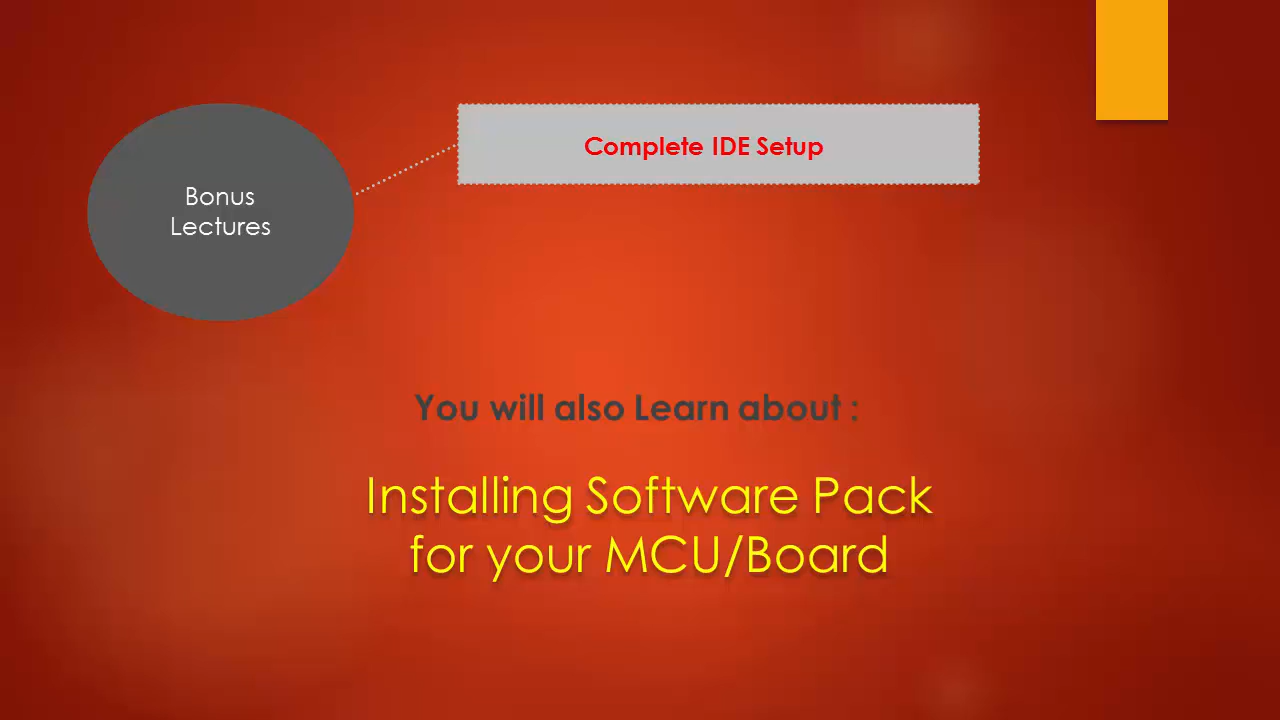 Bonus
Lectures
Complete IDE Setup
You will also Learn about :
Installing Software Pack
for your MCU/Board